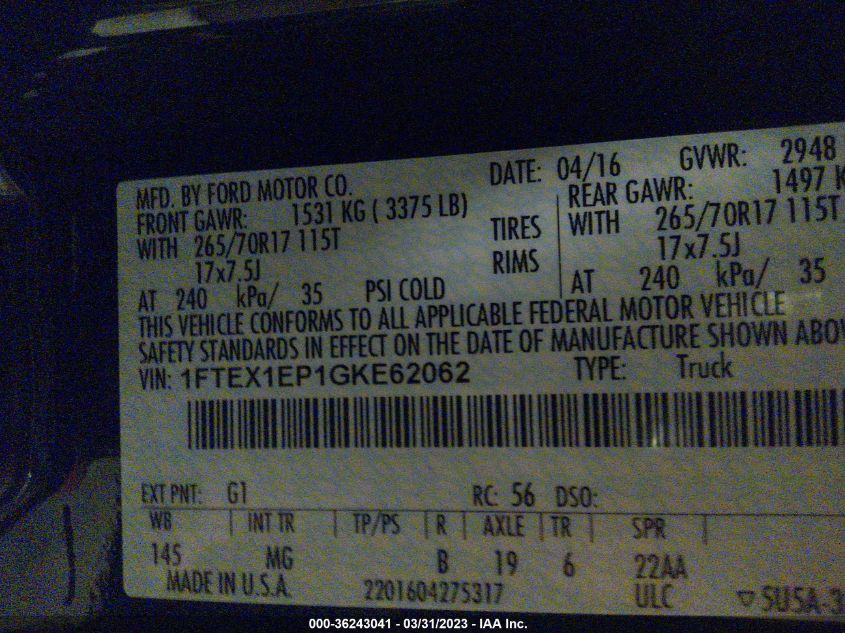 MFD. BY FORD MOTOR CO. DATE: 04/16 GVWR: 2948
FRONT GAWR: 1531 KG ( 3375 LB) REAR GAWR: 1497 K
WITH 265/70R17 115T TIRES WITH 265/70R17 115T
17x7.5J RIMS 17x7.5J
AT 240 kPa/ 35 PSI COLD AT 240 kPa/ 35
THIS VEHICLE CONFORMS TO ALL APPLICABLE FEDERAL MOTOR VEHICLE
SAFETY STANDARDS IN EFFECT ON THE DATE OF MANUFACTURE SHOWN ABOV
VIN: 1FTEX1EP1GKE62062 TYPE: Truck
EXT PNT: G1 RC: 56 DSO:
WB INT TR TP/PS R AXLE TR SPR
145 MG B 19 6 22AA
MADE IN U.S.A. 2201604275317 ULC ▽ 5U5A-3
000-36243041 - 03/31/2023 - IAA Inc.